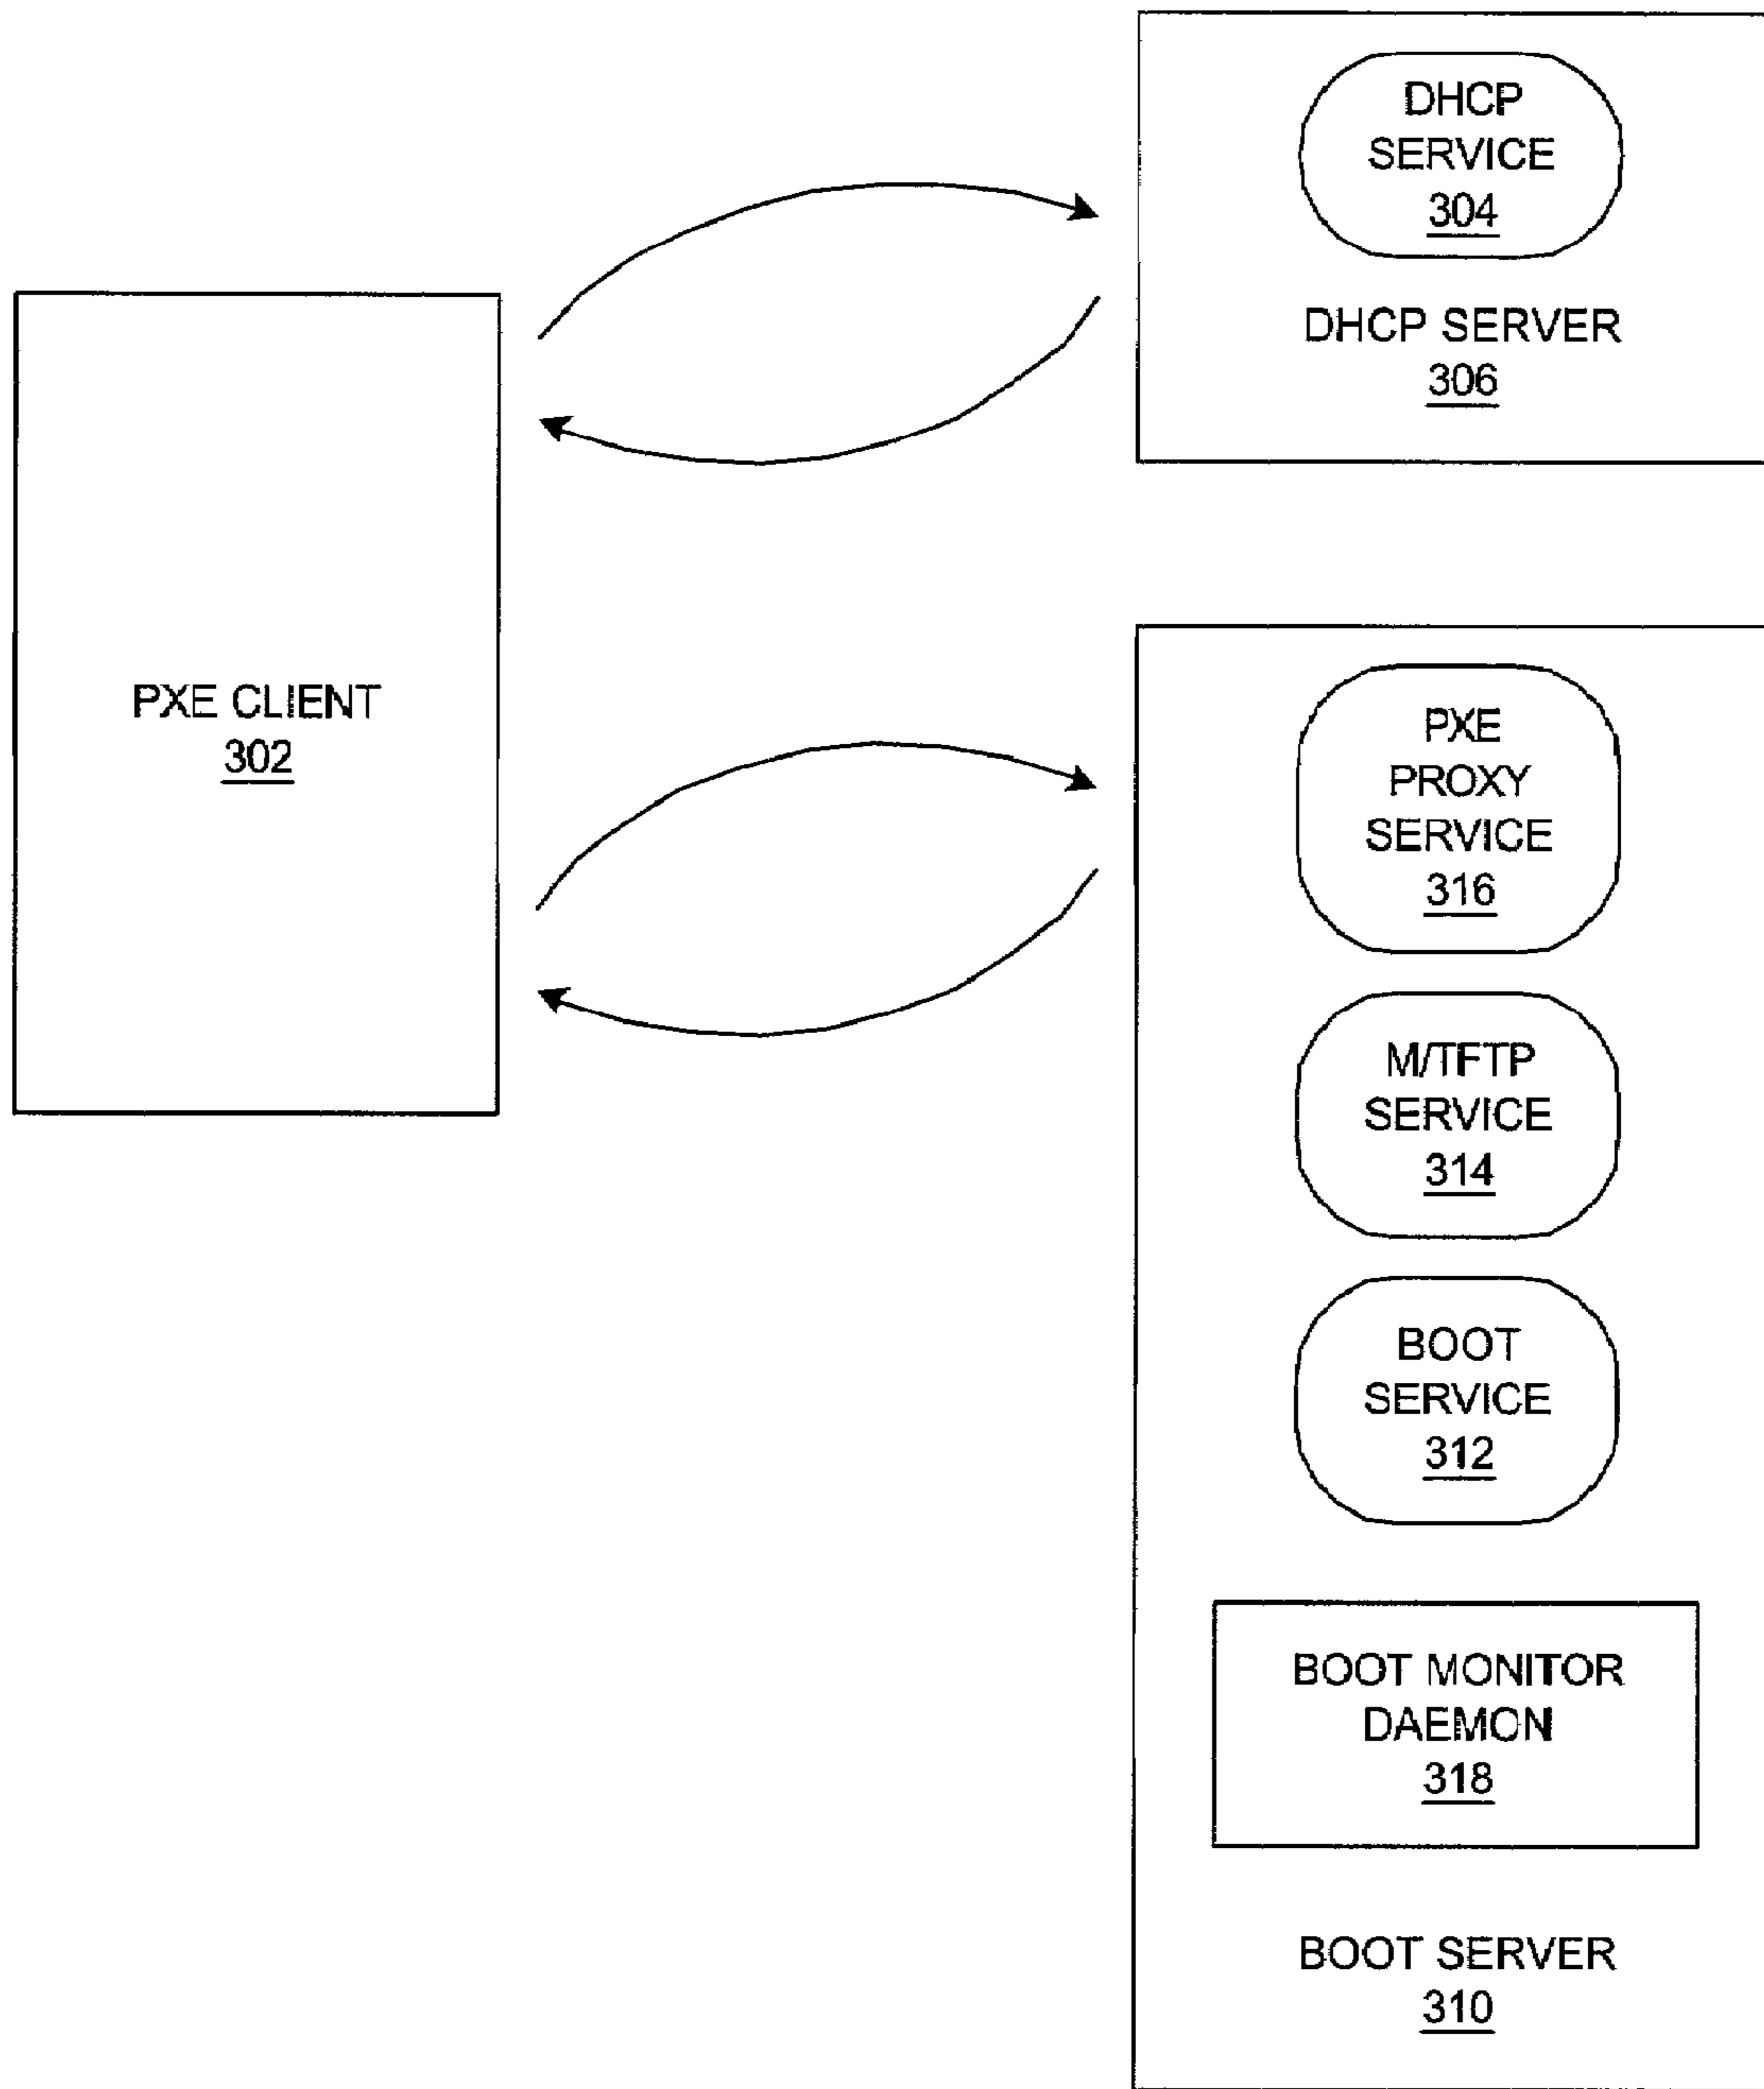 DHCP
SERVICE
304
DHCP SERVER
306
PXE CLIENT
302
PXE
PROXY
SERVICE
316
M/TFTP
SERVICE
314
BOOT
SERVICE
312
BOOT MONITOR
DAEMON
318
BOOT SERVER
310